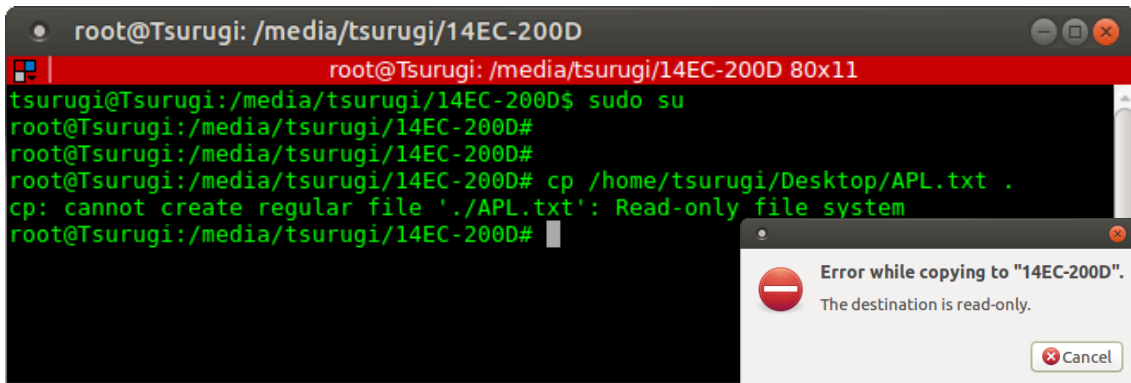 root@Tsurugi: /media/tsurugi/14EC-200D
root@Tsurugi: /media/tsurugi/14EC-200D 80x11
tsurugi@Tsurugi:/media/tsurugi/14EC-200D$ sudo su
root@Tsurugi:/media/tsurugi/14EC-200D#
root@Tsurugi:/media/tsurugi/14EC-200D#
root@Tsurugi:/media/tsurugi/14EC-200D# cp /home/tsurugi/Desktop/APL.txt .
cp: cannot create regular file './APL.txt': Read-only file system
root@Tsurugi:/media/tsurugi/14EC-200D#
Error while copying to "14EC-200D".
The destination is read-only.
Cancel